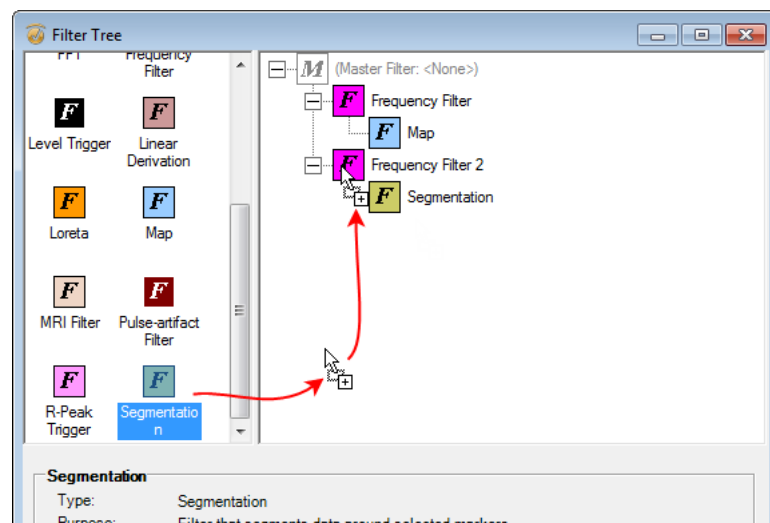 Filter Tree
FFT
Frequency
Filter
F
Level Trigger
F
Linear
Derivation
F
Loreta
F
Map
F
MRI Filter
F
Pulse-artifact
Filter
F
R-Peak
Trigger
F
Segmentatio
n
M (Master Filter: <None>)
F Frequency Filter
F Map
F Frequency Filter 2
F Segmentation
Segmentation
Type: Segmentation
Purpose: Filter that segments data around selected markers